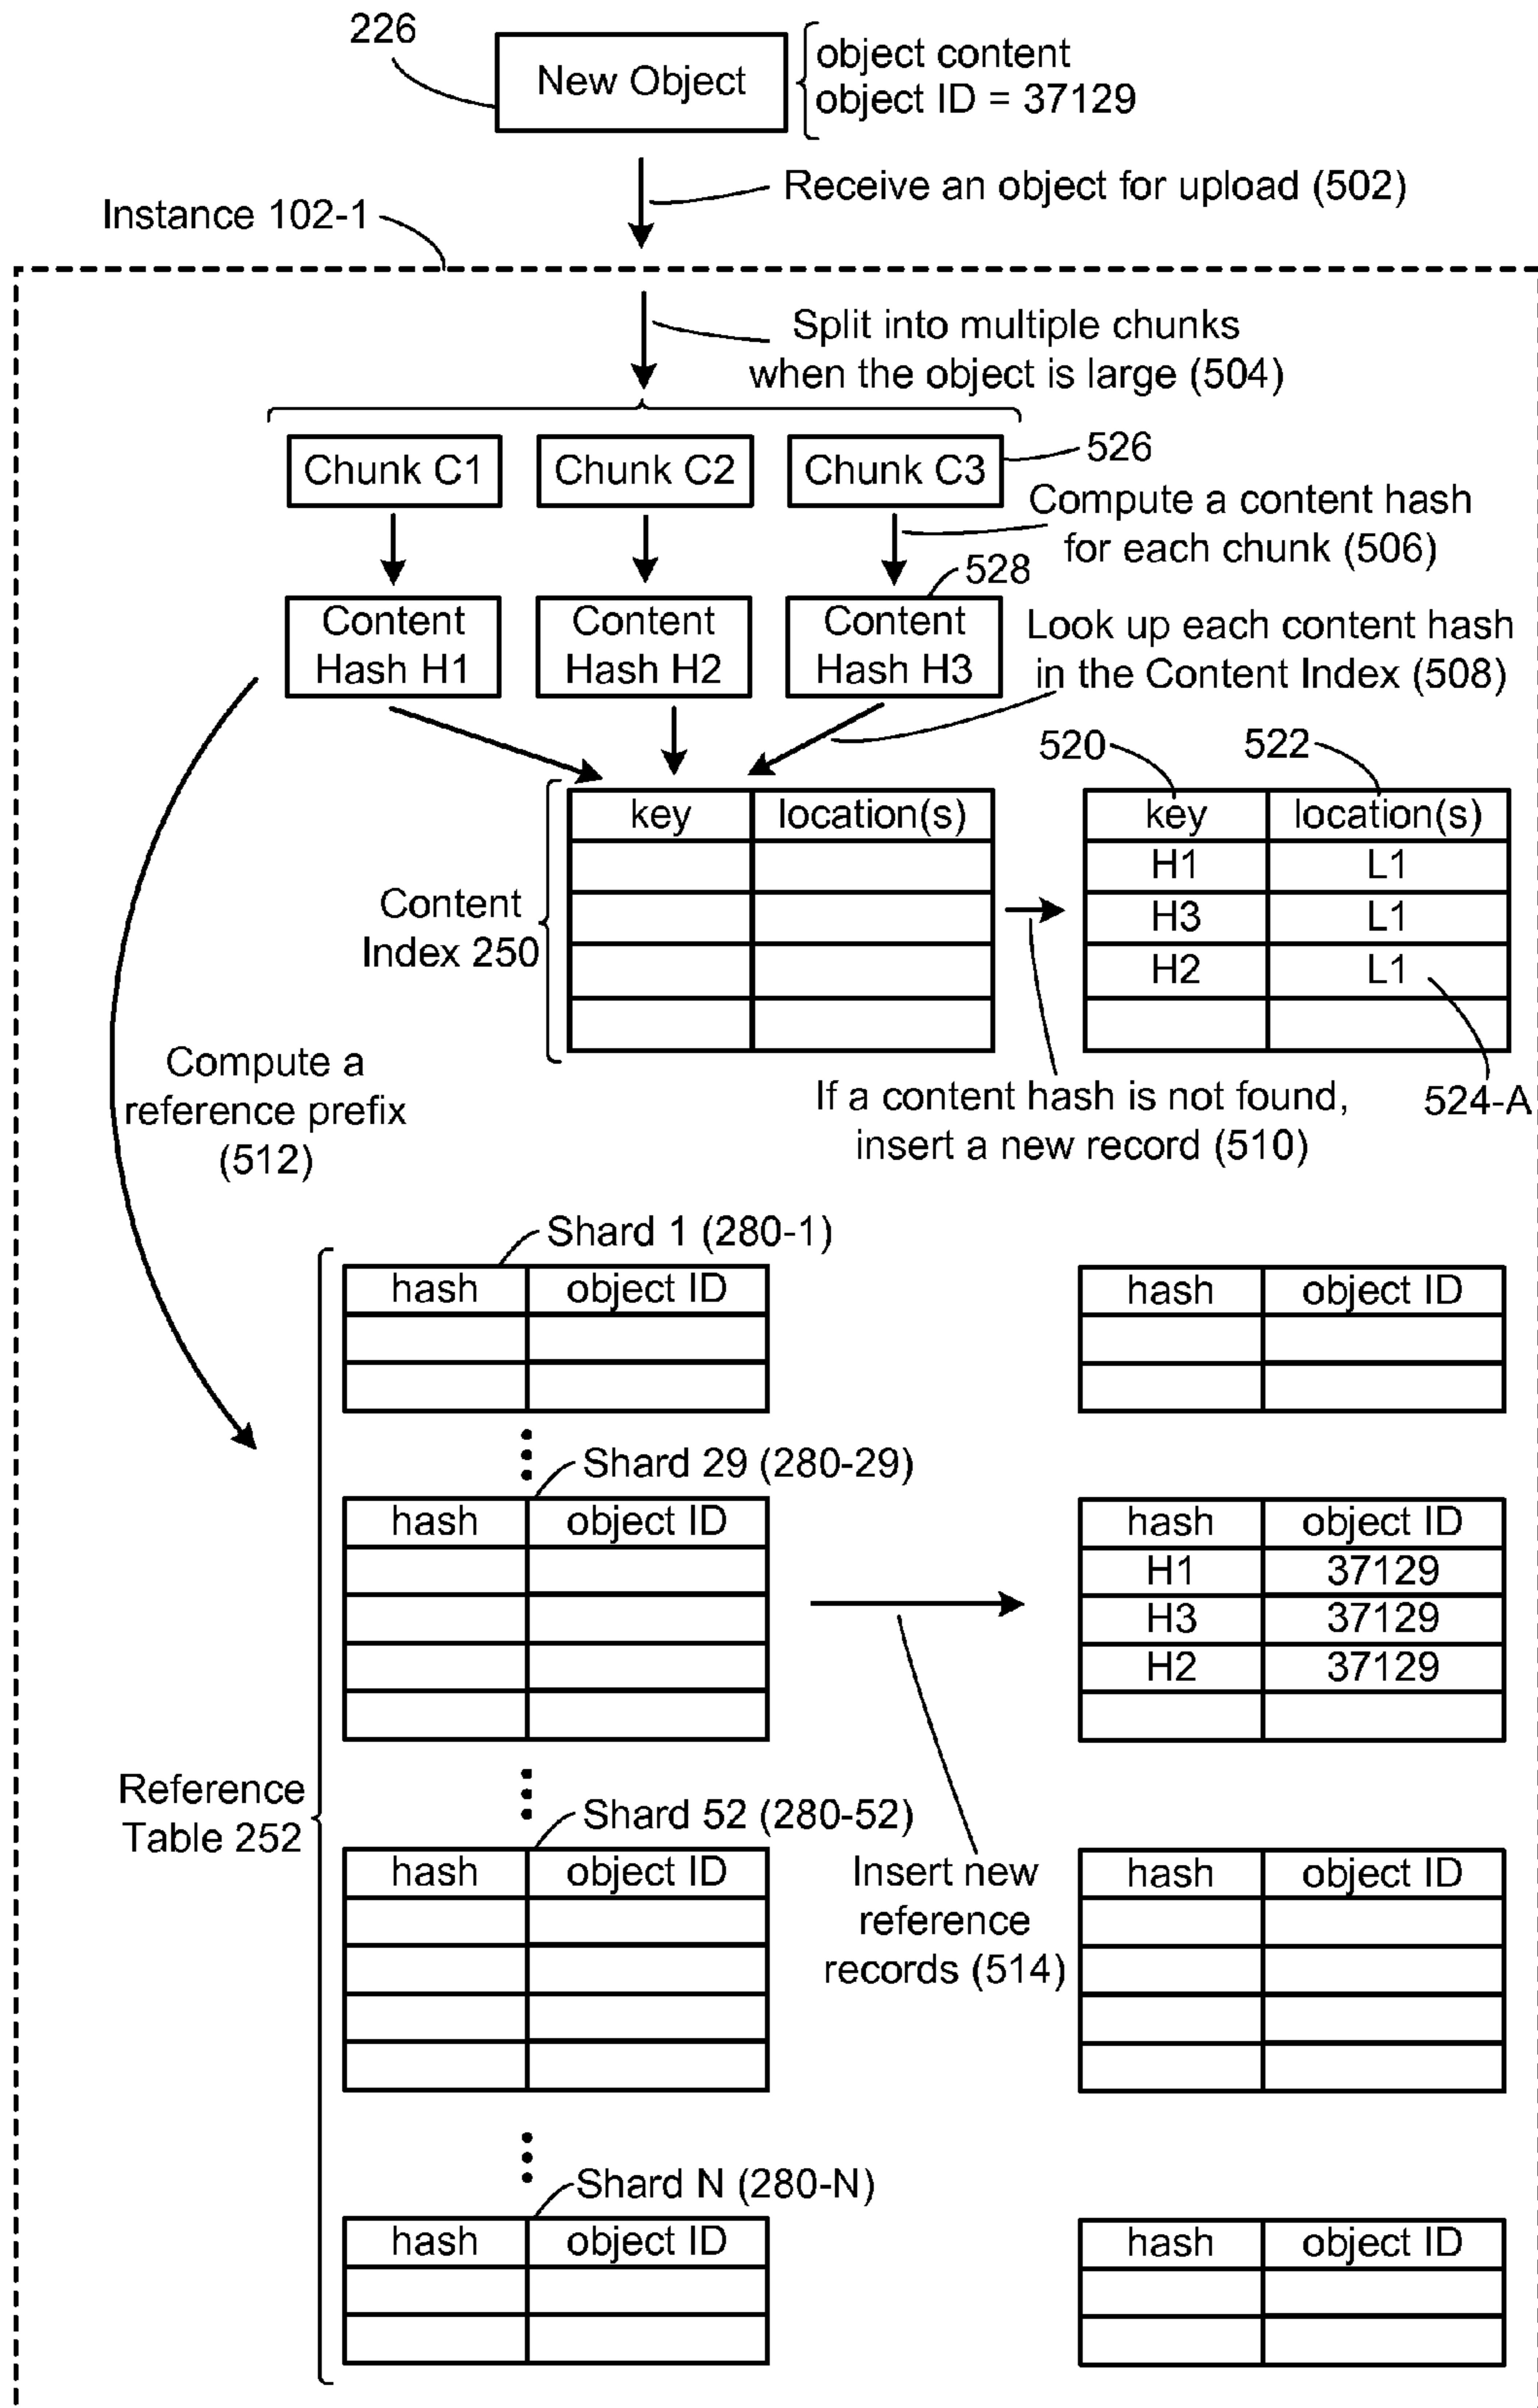 226
New Object
object content
object ID = 37129
Receive an object for upload (502)
Instance 102-1
Split into multiple chunks
when the object is large (504)
Chunk C1
Chunk C2
Chunk C3
526
Compute a content hash
for each chunk (506)
528
Content
Hash H1
Content
Hash H2
Content
Hash H3
Look up each content hash
in the Content Index (508)
520
522
key location(s)
key location(s)
H1 L1
H3 L1
H2 L1
Content
Index 250
524-A
If a content hash is not found,
insert a new record (510)
Compute a
reference prefix
(512)
Shard 1 (280-1)
hash object ID
hash object ID
Shard 29 (280-29)
hash object ID
hash object ID
H1 37129
H3 37129
H2 37129
Reference
Table 252
Shard 52 (280-52)
hash object ID
Insert new
reference
records (514)
hash object ID
Shard N (280-N)
hash object ID
hash object ID